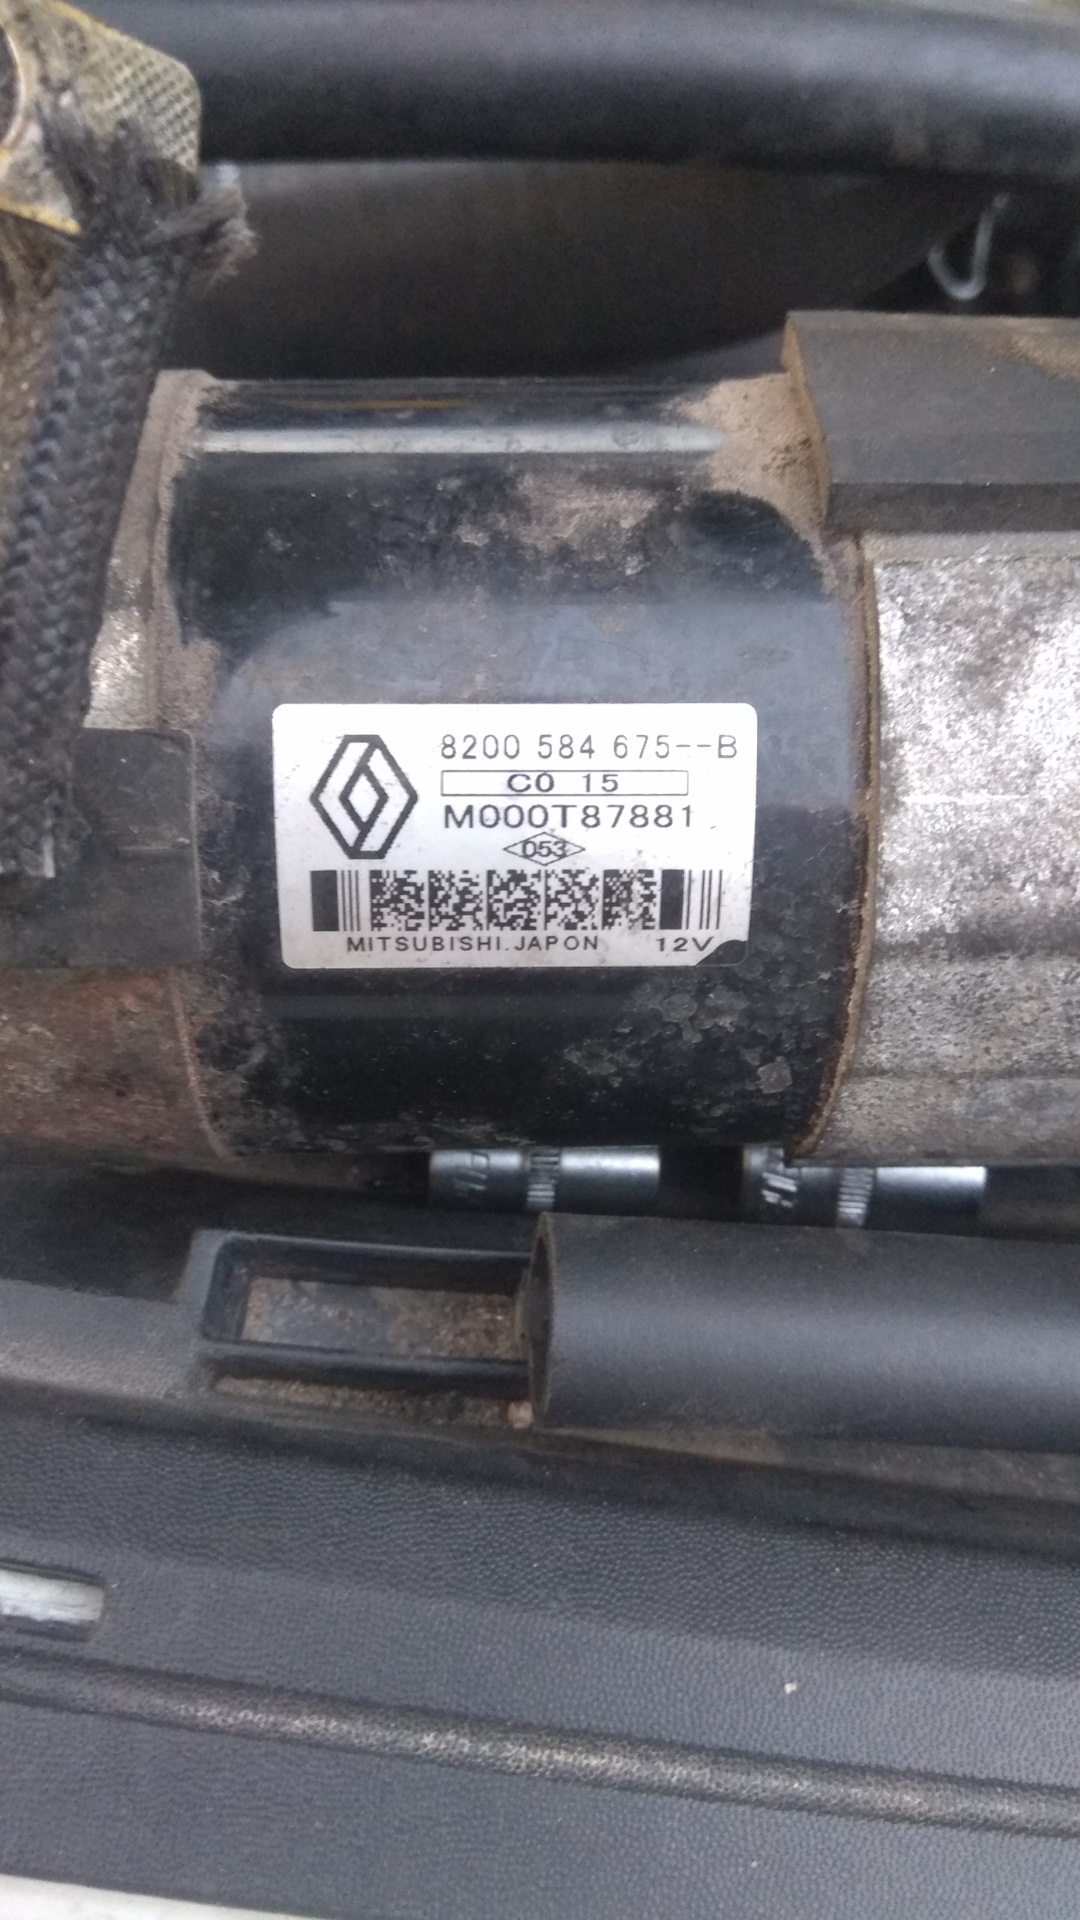 8200 584 675--B
C0 15
M000T87881
D53
MITSUBISHI.JAPON 12V